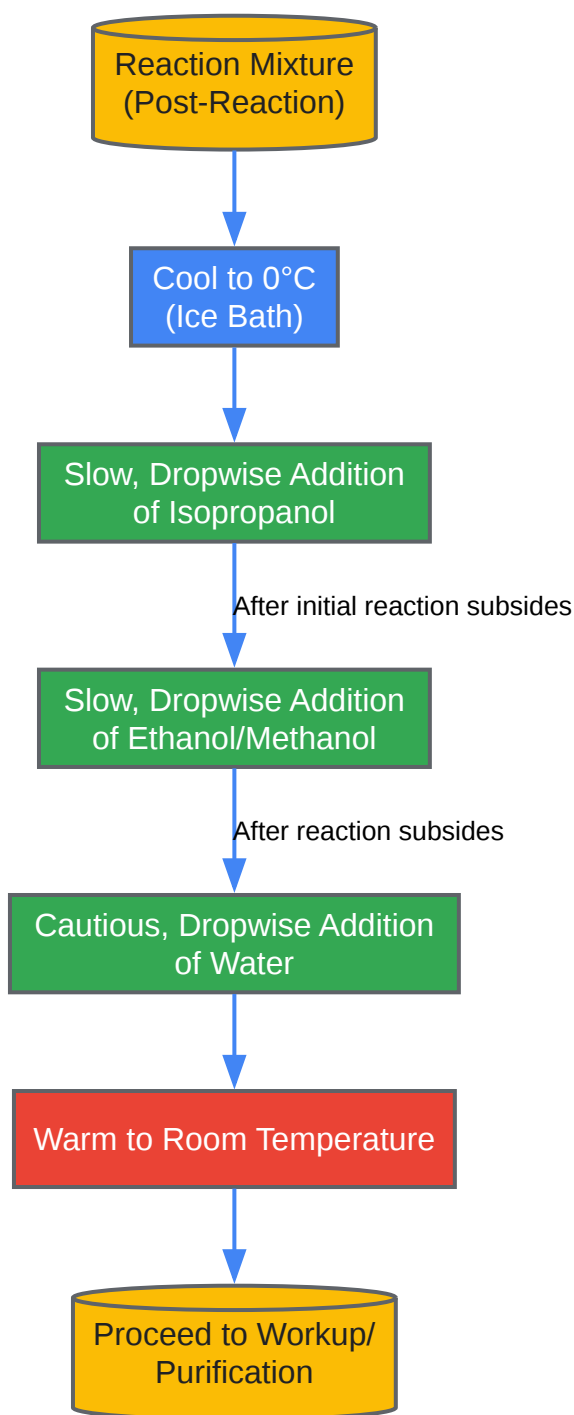 Reaction Mixture
(Post-Reaction)
Cool to 0°C
(Ice Bath)
Slow, Dropwise Addition
of Isopropanol
After initial reaction subsides
Slow, Dropwise Addition
of Ethanol/Methanol
After reaction subsides
Cautious, Dropwise Addition
of Water
Warm to Room Temperature
Proceed to Workup/
Purification